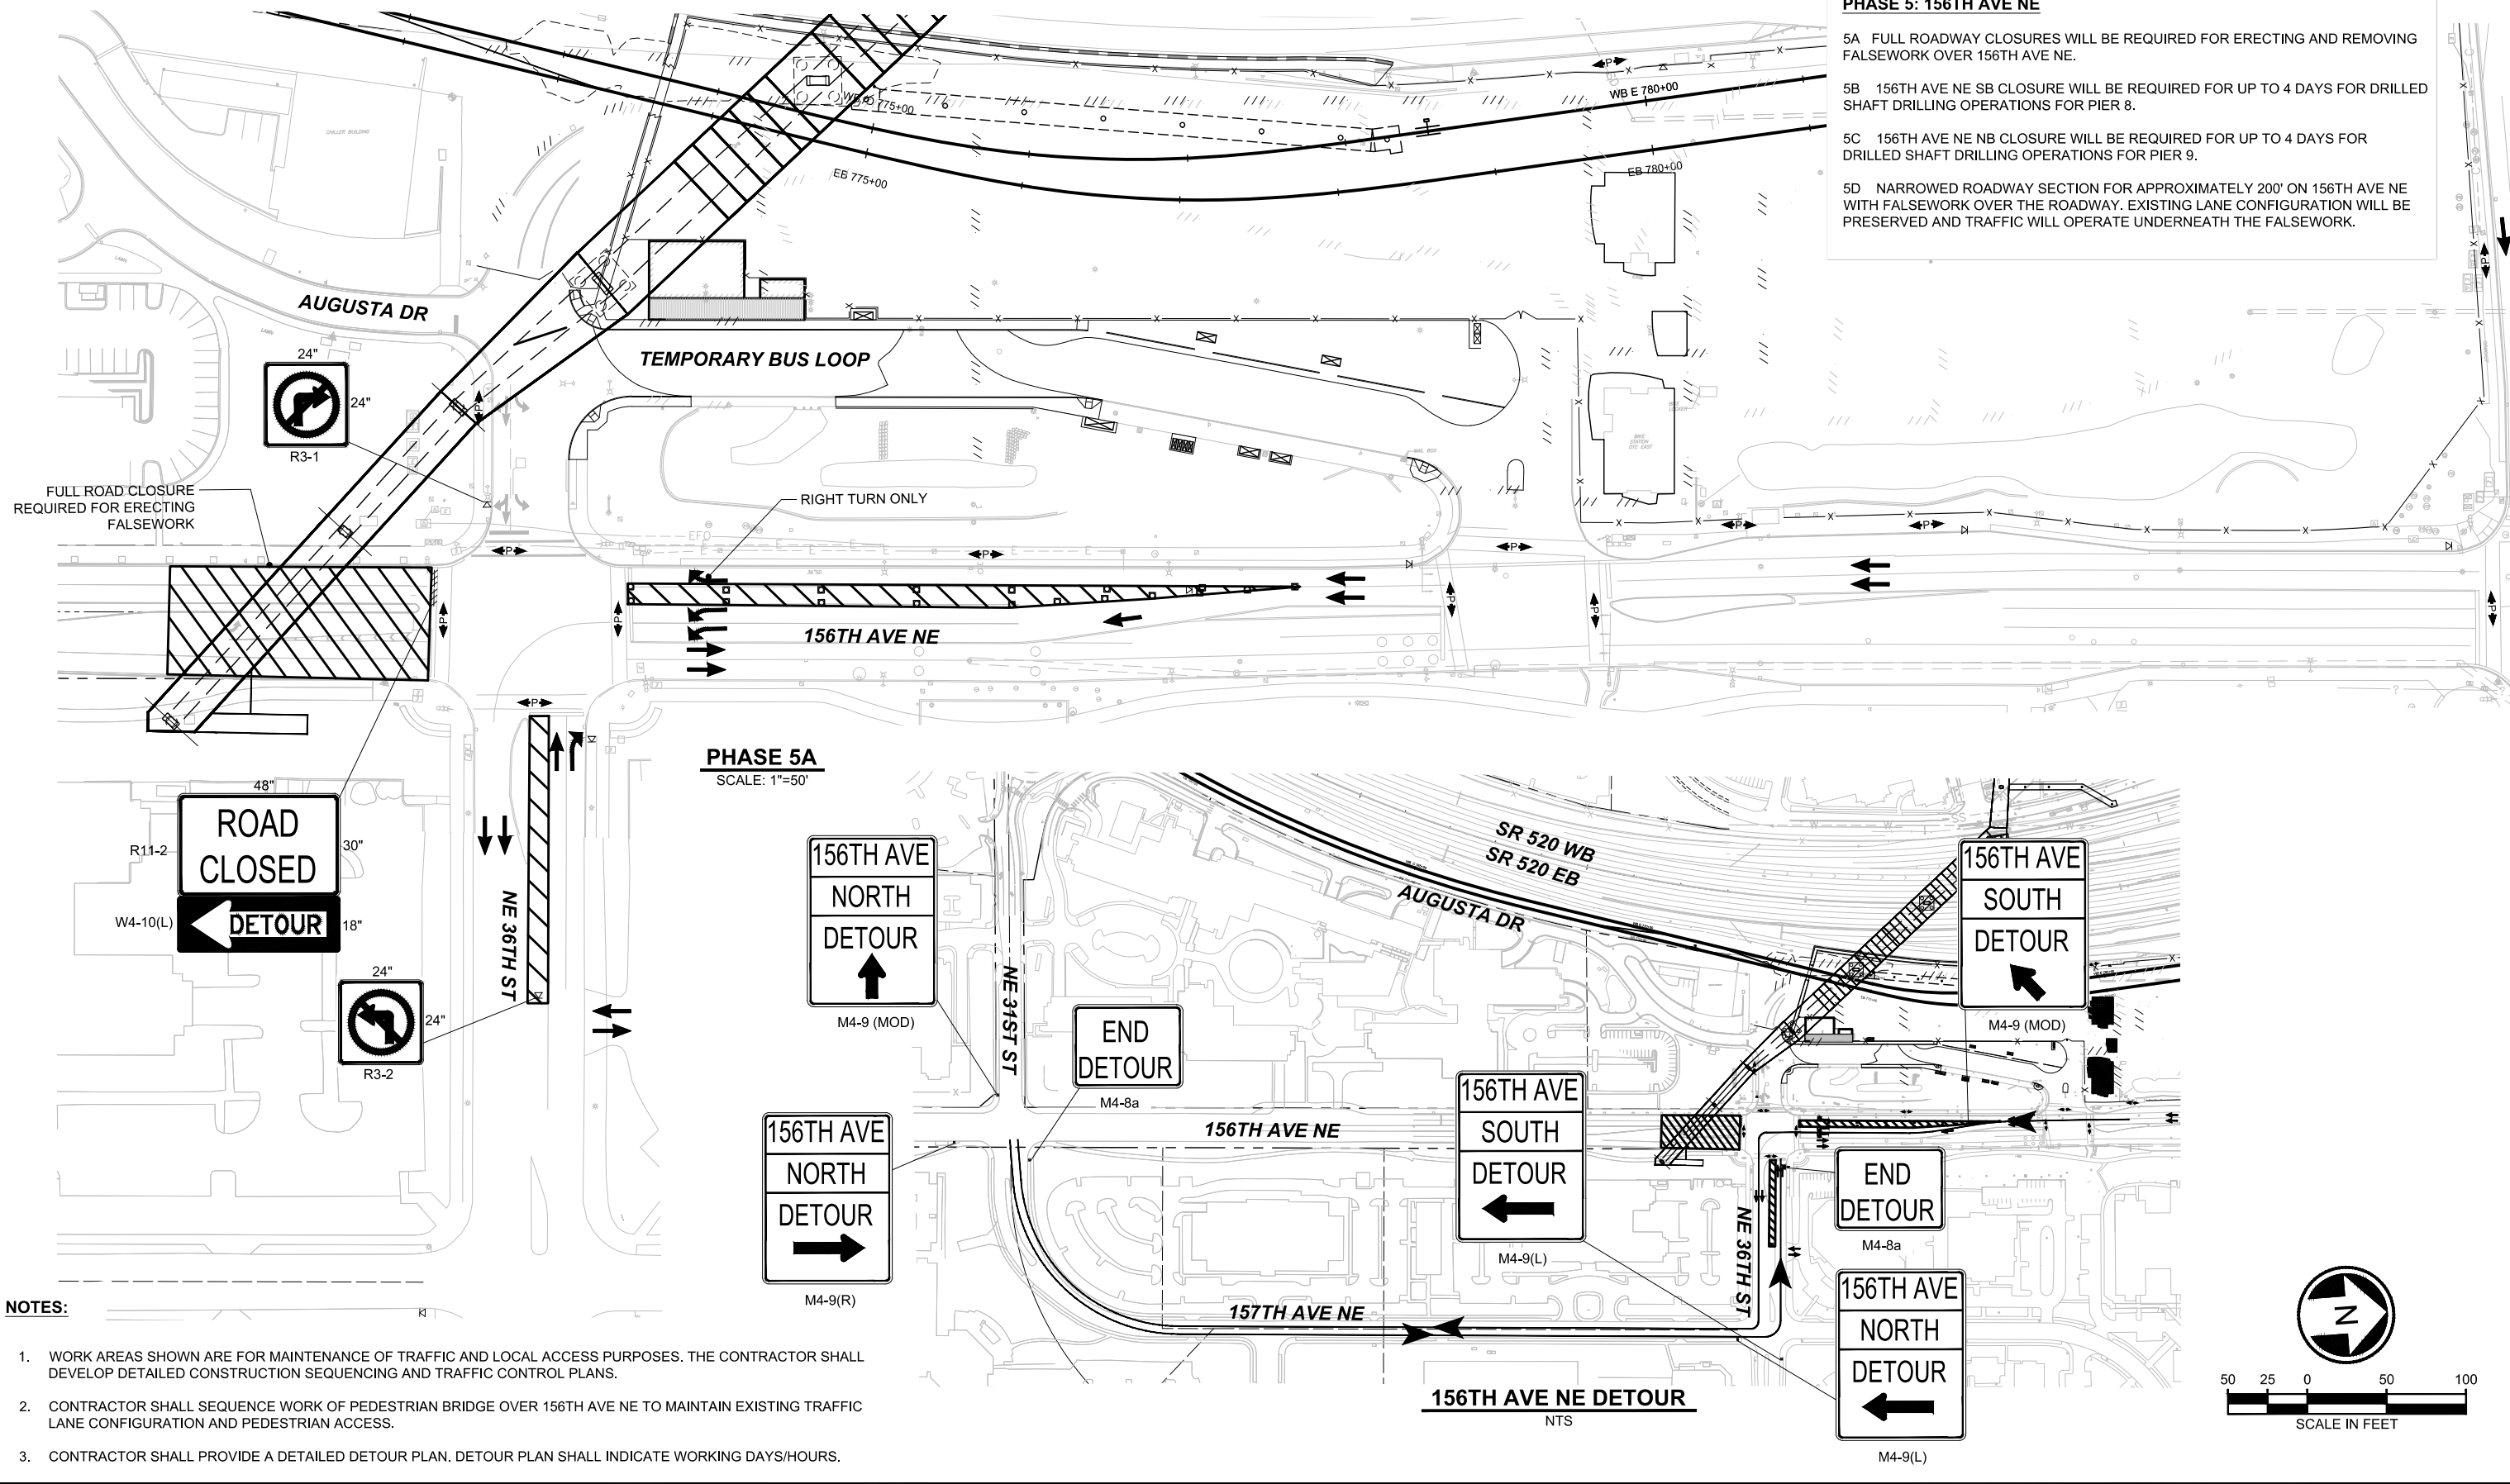 PHASE 5: 156TH AVE NE
5A FULL ROADWAY CLOSURES WILL BE REQUIRED FOR ERECTING AND REMOVING
FALSEWORK OVER 156TH AVE NE.
5B 156TH AVE NE SB CLOSURE WILL BE REQUIRED FOR UP TO 4 DAYS FOR DRILLED
SHAFT DRILLING OPERATIONS FOR PIER 8.
5C 156TH AVE NE NB CLOSURE WILL BE REQUIRED FOR UP TO 4 DAYS FOR
DRILLED SHAFT DRILLING OPERATIONS FOR PIER 9.
5D NARROWED ROADWAY SECTION FOR APPROXIMATELY 200' ON 156TH AVE NE
WITH FALSEWORK OVER THE ROADWAY. EXISTING LANE CONFIGURATION WILL BE
PRESERVED AND TRAFFIC WILL OPERATE UNDERNEATH THE FALSEWORK.
WB E 780+00
EB 775+00
EB 780+00
CHILLER BUILDING
LAWN
LAWN
AUGUSTA DR
TEMPORARY BUS LOOP
24"
24"
R3-1
BIKE
STATION
OTC EAST
MAIL BOX
FULL ROAD CLOSURE
REQUIRED FOR ERECTING
FALSEWORK
RIGHT TURN ONLY
156TH AVE NE
PHASE 5A
SCALE: 1"=50'
48"
ROAD
CLOSED
R11-2
30"
DETOUR
W4-10(L)
18"
24"
24"
R3-2
NE 36TH ST
156TH AVE
NORTH
DETOUR
M4-9 (MOD)
NE 31ST ST
END
DETOUR
M4-8a
156TH AVE
NORTH
DETOUR
M4-9(R)
SR 520 WB
SR 520 EB
AUGUSTA DR
156TH AVE NE
156TH AVE
SOUTH
DETOUR
M4-9(L)
156TH AVE
SOUTH
DETOUR
M4-9 (MOD)
END
DETOUR
M4-8a
NE 36TH ST
157TH AVE NE
156TH AVE
NORTH
DETOUR
M4-9(L)
156TH AVE NE DETOUR
NTS
N
50 25 0 50 100
SCALE IN FEET
NOTES:
1. WORK AREAS SHOWN ARE FOR MAINTENANCE OF TRAFFIC AND LOCAL ACCESS PURPOSES. THE CONTRACTOR SHALL
DEVELOP DETAILED CONSTRUCTION SEQUENCING AND TRAFFIC CONTROL PLANS.
2. CONTRACTOR SHALL SEQUENCE WORK OF PEDESTRIAN BRIDGE OVER 156TH AVE NE TO MAINTAIN EXISTING TRAFFIC
LANE CONFIGURATION AND PEDESTRIAN ACCESS.
3. CONTRACTOR SHALL PROVIDE A DETAILED DETOUR PLAN. DETOUR PLAN SHALL INDICATE WORKING DAYS/HOURS.